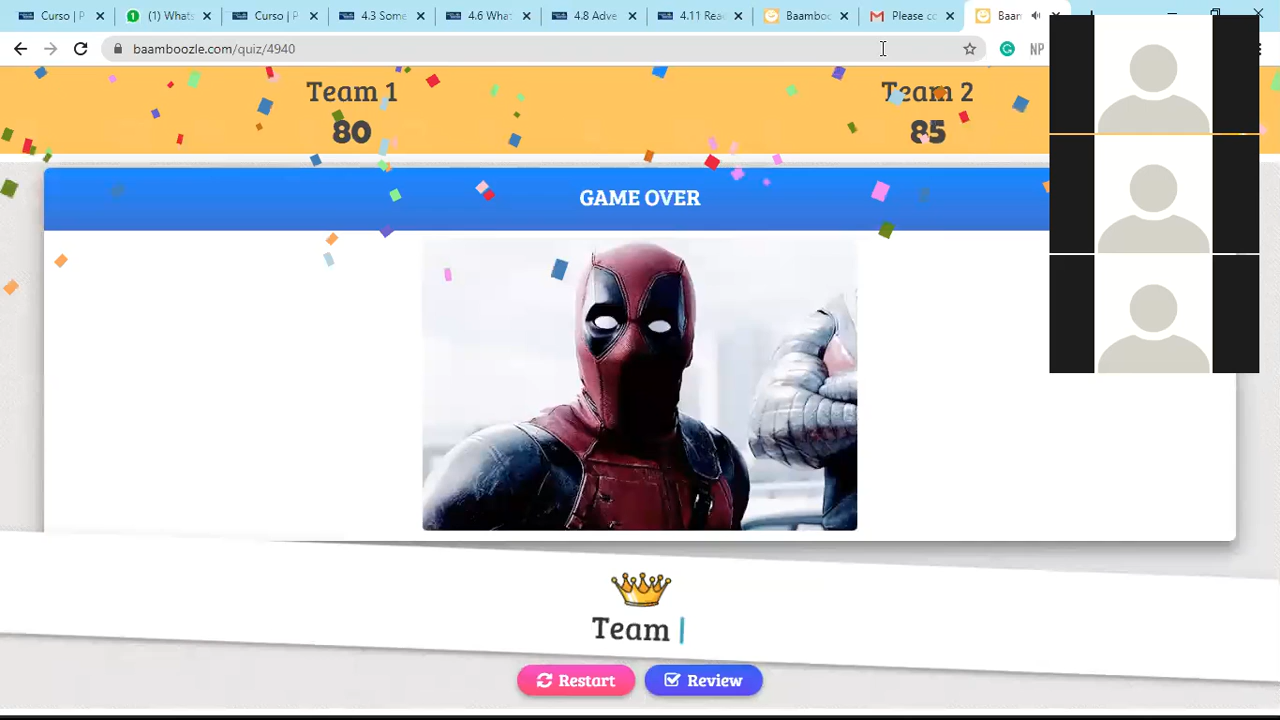 Curso | P
(1) Whats
Curso | P
4.3 Some
4.6 What
4.8 Adve
4.11 Rea
Baamboo
Please co
Baam
baamboozle.com/quiz/4940
NP
Team 1
80
Team 2
85
GAME OVER
Team
Restart
Review